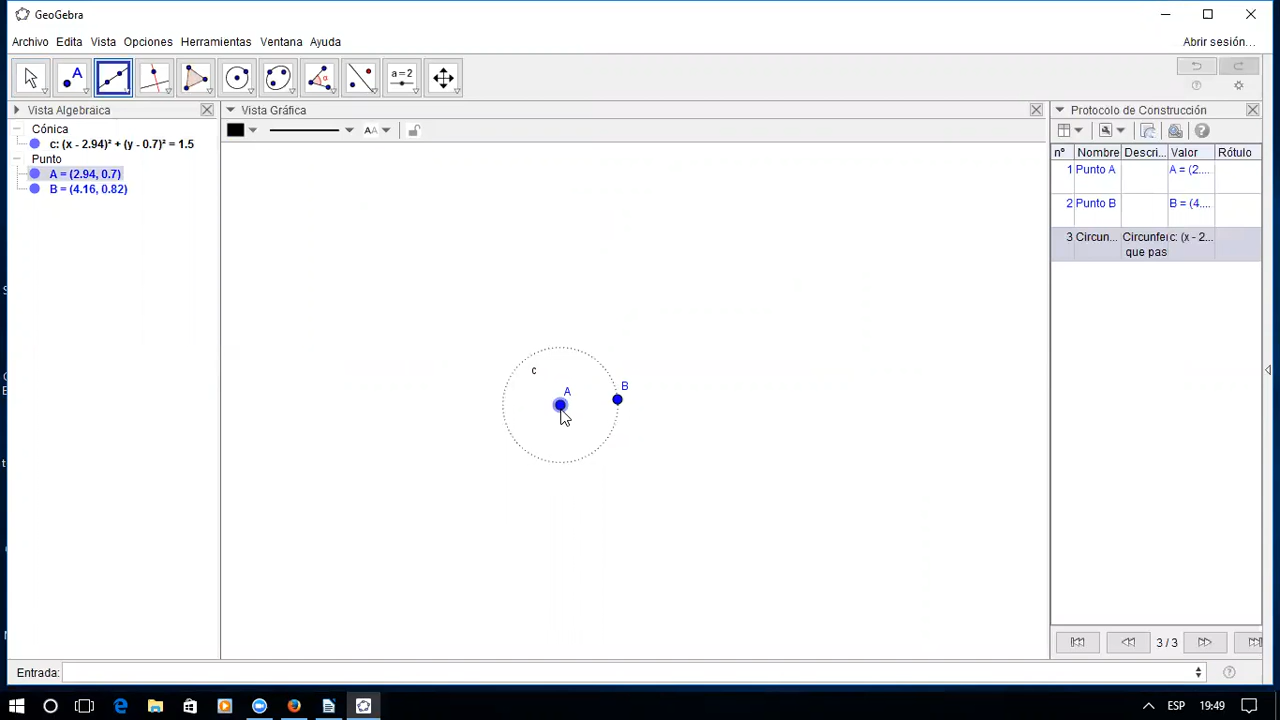 GeoGebra
Archivo Edita Vista Opciones Herramientas Ventana Ayuda
Abrir sesión...
A
α
a=2
Vista Algebraica
Vista Gráfica
Protocolo de Construcción
AA
Cónica
c: (x - 2.94)² + (y - 0.7)² = 1.5
Punto
A = (2.94, 0.7)
B = (4.16, 0.82)
nº Nombre Descri... Valor Rótulo
1 Punto A A = (2....
2 Punto B B = (4....
3 Circun... Circunfer c: (x - 2...
que pas
c
A
B
3 / 3
Entrada:
ESP 19:49